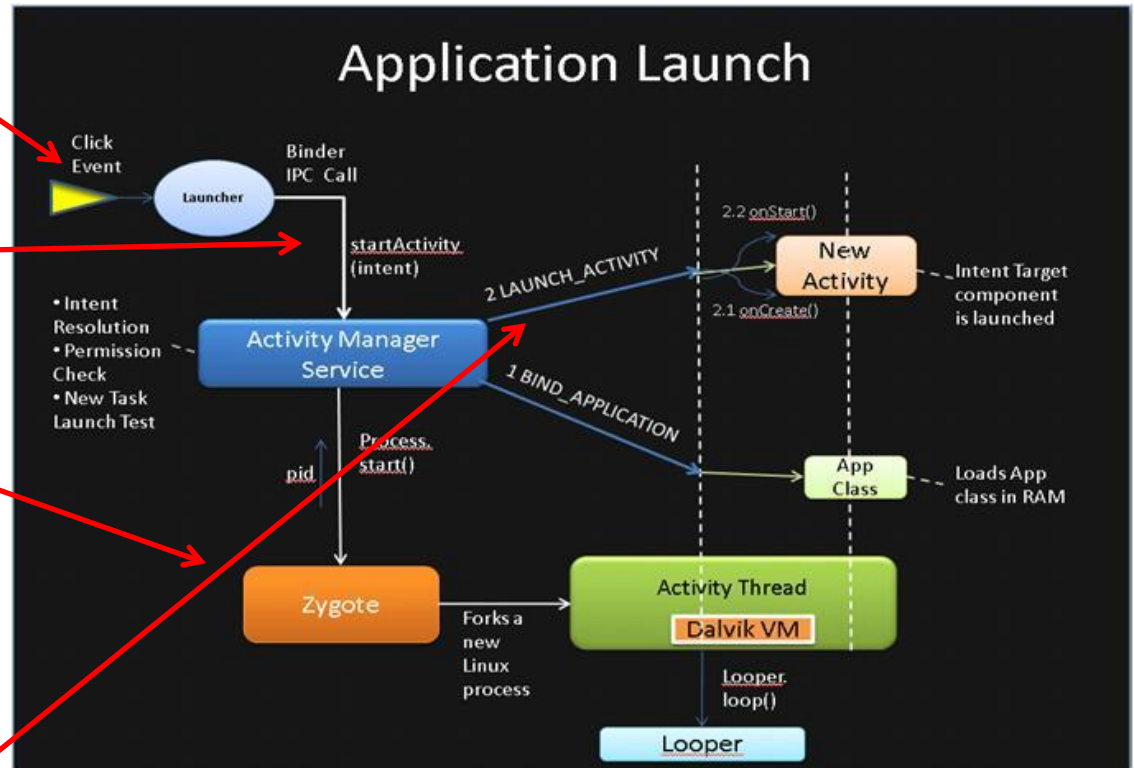 Application Launch
Click
Event
Launcher
Binder
IPC Call
startActivity
(intent)
• Intent
Resolution
• Permission
Check
• New Task
Launch Test
Activity Manager
Service
2 LAUNCH_ACTIVITY
2.2 onStart()
New
Activity
2.1 onCreate()
Intent Target
component
is launched
1 BIND_APPLICATION
App
Class
Loads App
class in RAM
pid
Process.
start()
Zygote
Forks a
new
Linux
process
Activity Thread
Dalvik VM
Looper.
loop()
Looper